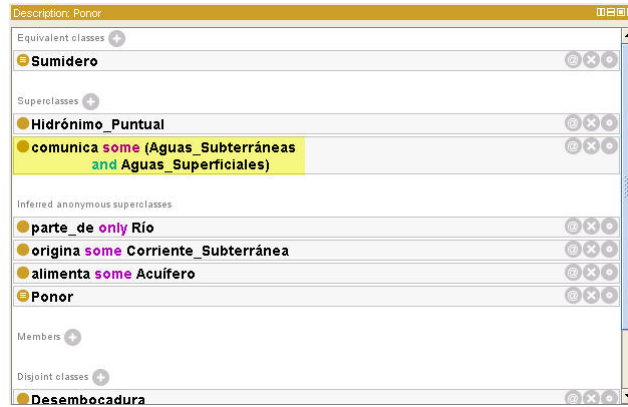 Description: Ponor
Equivalent classes
Sumidero
Superclasses
Hidrónimo_Puntual
comunica some (Aguas_Subterráneas
and Aguas_Superficiales)
Inferred anonymous superclasses
parte_de only Río
origina some Corriente_Subterránea
alimenta some Acuífero
Ponor
Members
Disjoint classes
Desembocadura